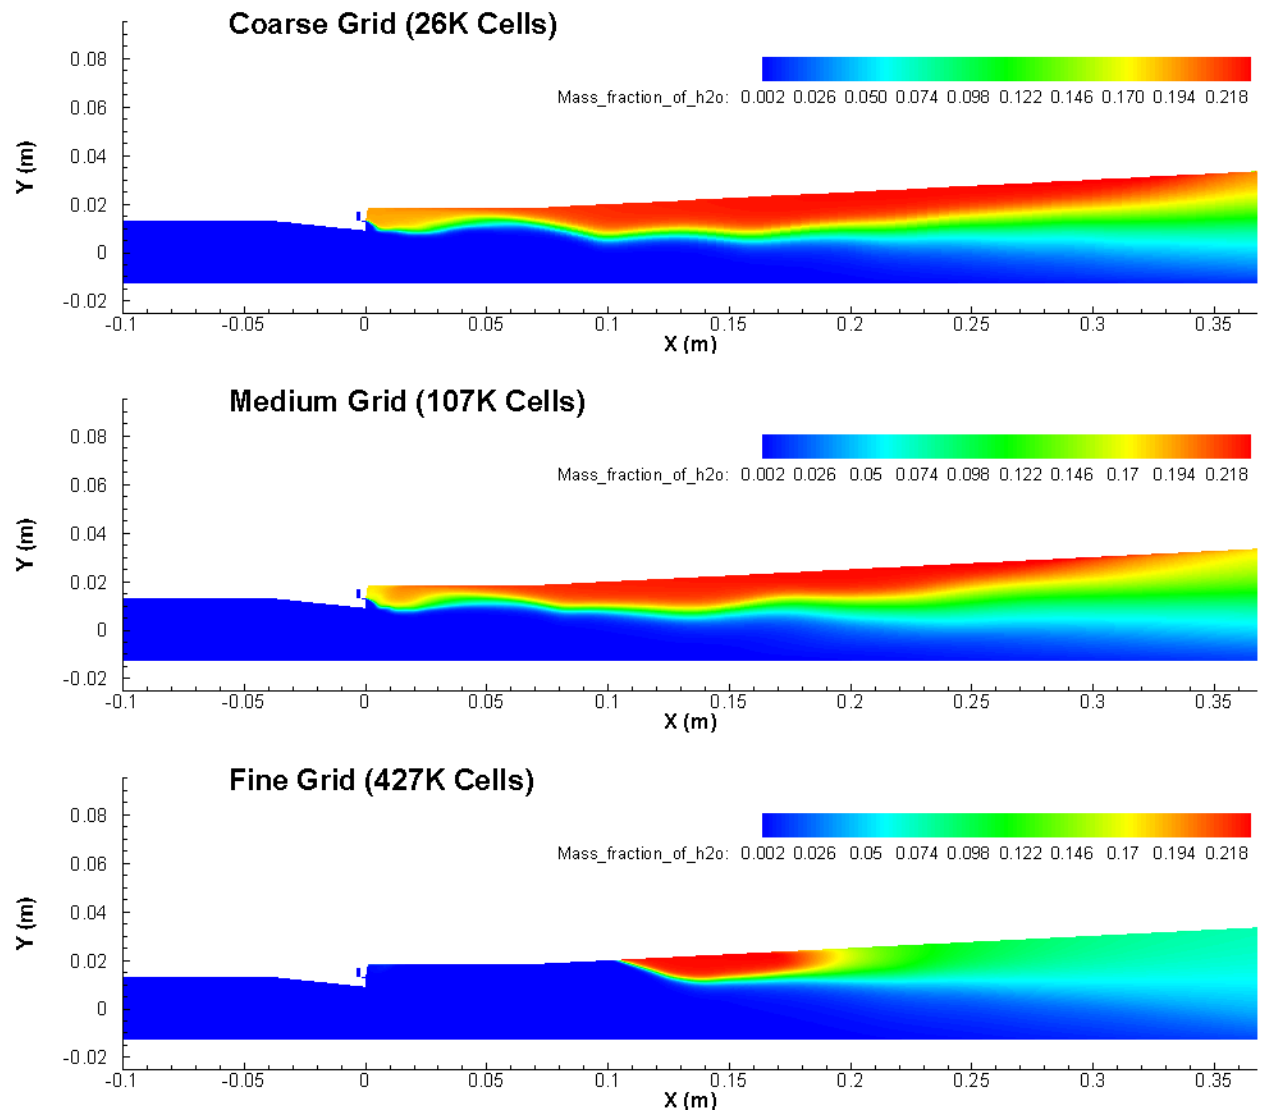 Coarse Grid (26K Cells)
0.08
Mass_fraction_of_h2o: 0.002 0.026 0.050 0.074 0.098 0.122 0.146 0.170 0.194 0.218
0.06
Y (m)
0.04
0.02
0
-0.02
-0.1 -0.05 0 0.05 0.1 0.15 0.2 0.25 0.3 0.35
X (m)
Medium Grid (107K Cells)
0.08
Mass_fraction_of_h2o: 0.002 0.026 0.05 0.074 0.098 0.122 0.146 0.17 0.194 0.218
0.06
Y (m)
0.04
0.02
0
-0.02
-0.1 -0.05 0 0.05 0.1 0.15 0.2 0.25 0.3 0.35
X (m)
Fine Grid (427K Cells)
0.08
Mass_fraction_of_h2o: 0.002 0.026 0.05 0.074 0.098 0.122 0.146 0.17 0.194 0.218
0.06
Y (m)
0.04
0.02
0
-0.02
-0.1 -0.05 0 0.05 0.1 0.15 0.2 0.25 0.3 0.35
X (m)